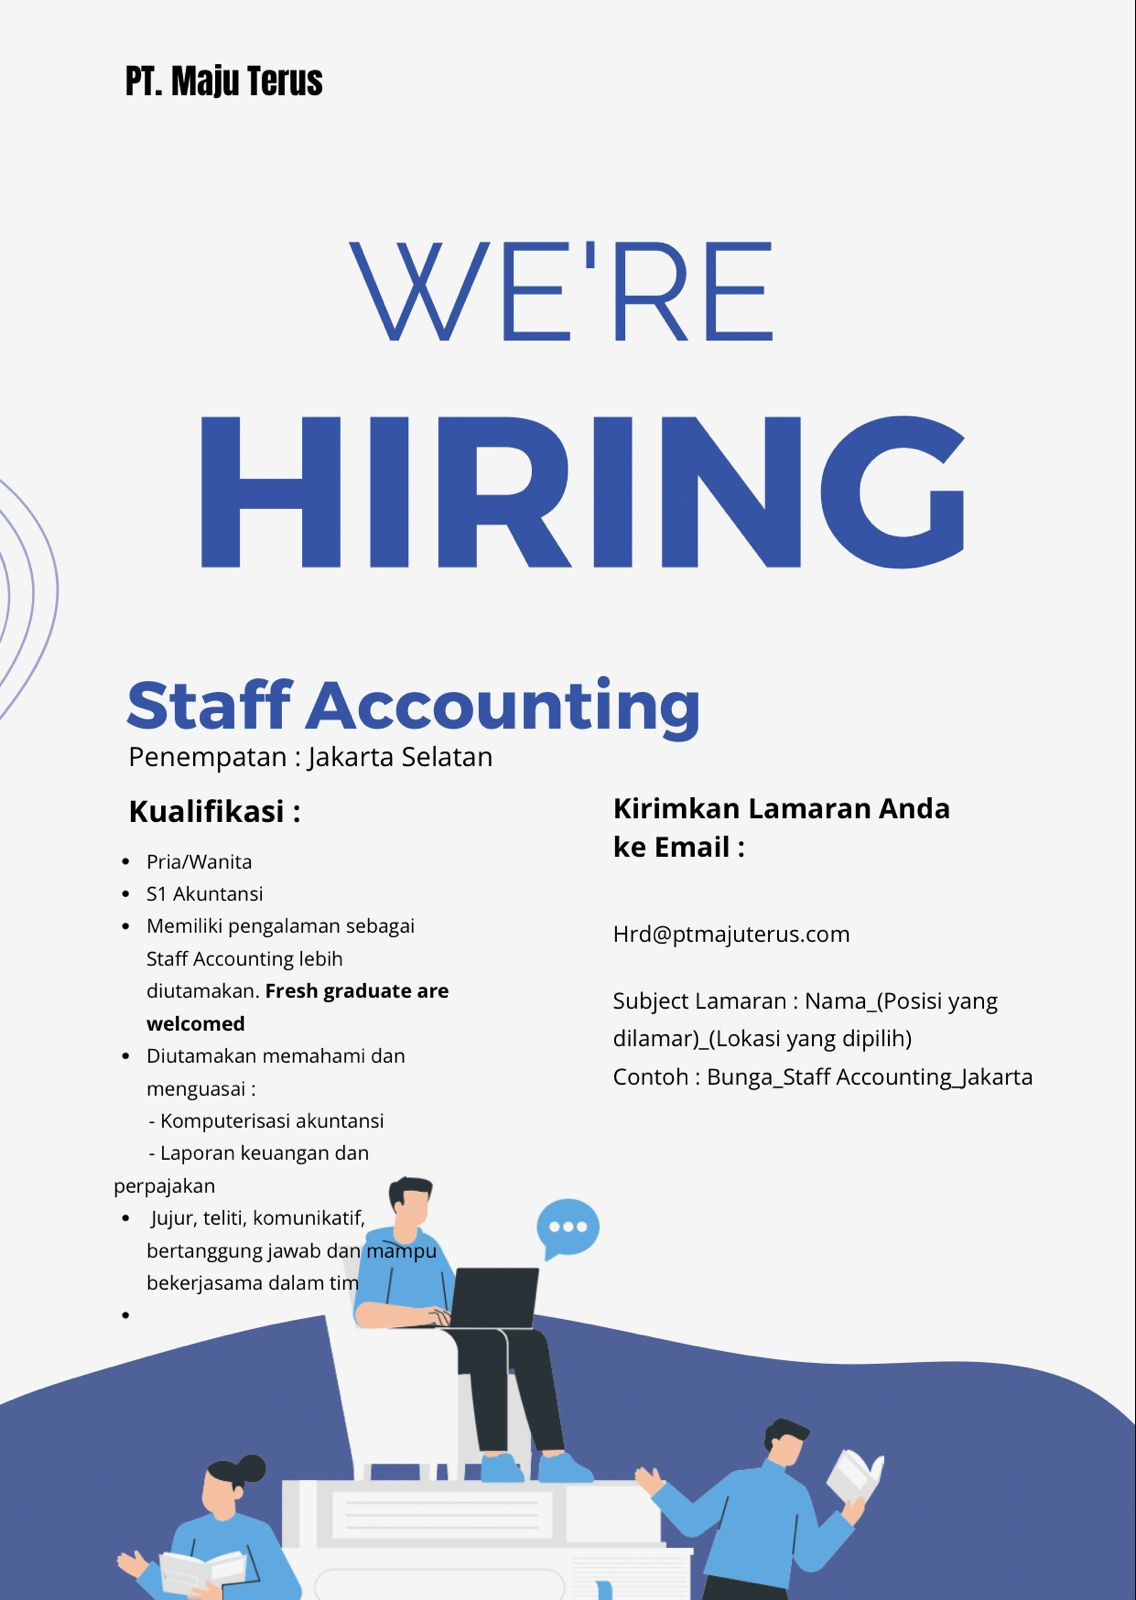 PT. Maju Terus
WE'RE
HIRING
Staff Accounting
Penempatan : Jakarta Selatan
Kualifikasi :
• Pria/Wanita
• S1 Akuntansi
• Memiliki pengalaman sebagai
Staff Accounting lebih
diutamakan. Fresh graduate are
welcomed
• Diutamakan memahami dan
menguasai :
- Komputerisasi akuntansi
- Laporan keuangan dan
perpajakan
• Jujur, teliti, komunikatif,
bertanggung jawab dan mampu
bekerjasama dalam tim
•
Kirimkan Lamaran Anda
ke Email :
Hrd@ptmajuterus.com
Subject Lamaran : Nama_(Posisi yang
dilamar)_(Lokasi yang dipilih)
Contoh : Bunga_Staff Accounting_Jakarta